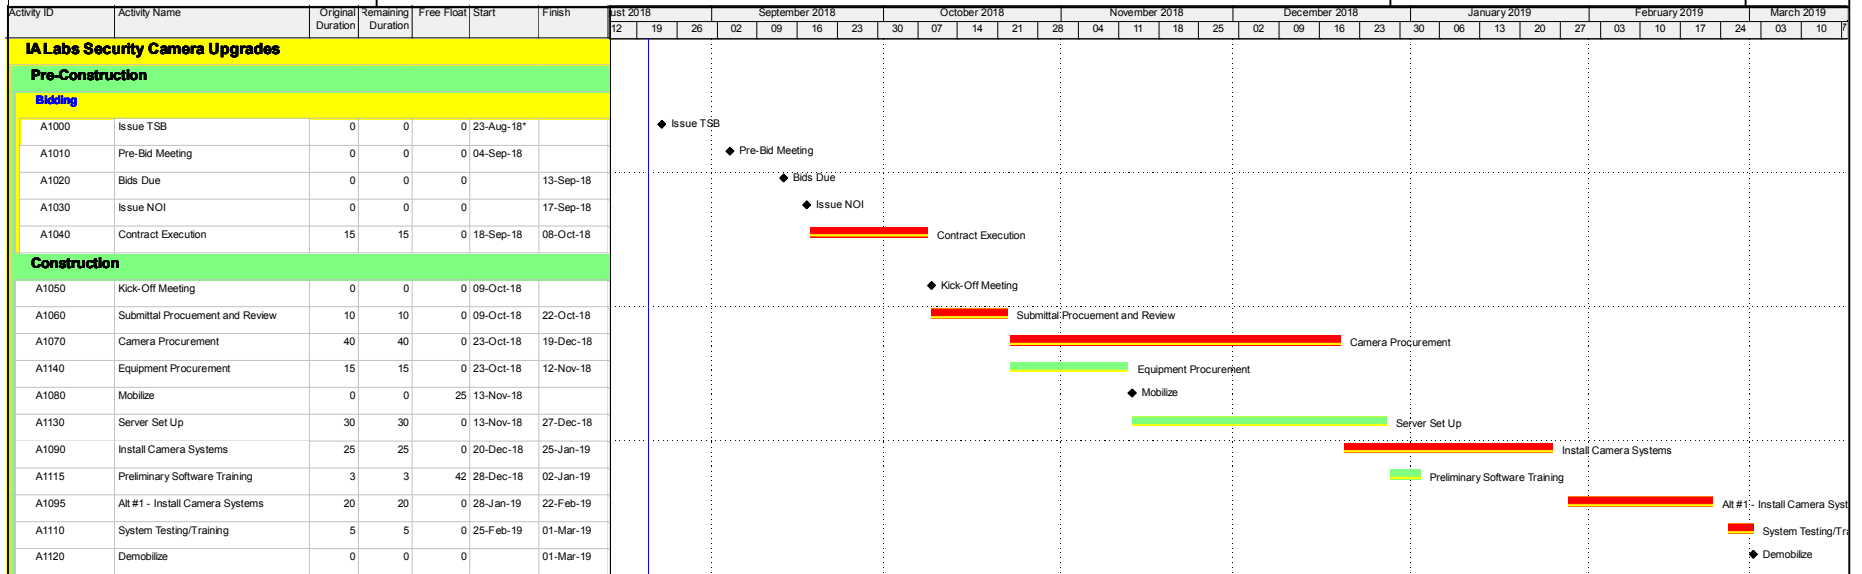 Activity ID Activity Name Original Duration Remaining Duration Free Float Start Finish
ust 2018 September 2018 October 2018 November 2018 December 2018 January 2019 February 2019 March 2019
12 19 26 02 09 16 23 30 07 14 21 28 04 11 18 25 02 09 16 23 30 06 13 20 27 03 10 17 24 03 10
IA Labs Security Camera Upgrades
Pre-Construction
Bidding
A1000 Issue TSB 0 0 0 23-Aug-18* Issue TSB
A1010 Pre-Bid Meeting 0 0 0 04-Sep-18 Pre-Bid Meeting
A1020 Bids Due 0 0 0 13-Sep-18 Bids Due
A1030 Issue NOI 0 0 0 17-Sep-18 Issue NOI
A1040 Contract Execution 15 15 0 18-Sep-18 08-Oct-18 Contract Execution
Construction
A1050 Kick-Off Meeting 0 0 0 09-Oct-18 Kick-Off Meeting
A1060 Submittal Procuement and Review 10 10 0 09-Oct-18 22-Oct-18 Submittal Procuement and Review
A1070 Camera Procurement 40 40 0 23-Oct-18 19-Dec-18 Camera Procurement
A1140 Equipment Procurement 15 15 0 23-Oct-18 12-Nov-18 Equipment Procurement
A1080 Mobilize 0 0 25 13-Nov-18 Mobilize
A1130 Server Set Up 30 30 0 13-Nov-18 27-Dec-18 Server Set Up
A1090 Install Camera Systems 25 25 0 20-Dec-18 25-Jan-19 Install Camera Systems
A1115 Preliminary Software Training 3 3 42 28-Dec-18 02-Jan-19 Preliminary Software Training
A1095 Alt #1 - Install Camera Systems 20 20 0 28-Jan-19 22-Feb-19 Alt #1 - Install Camera Syst
A1110 System Testing/Training 5 5 0 25-Feb-19 01-Mar-19 System Testing/Tra
A1120 Demobilize 0 0 0 01-Mar-19 Demobilize